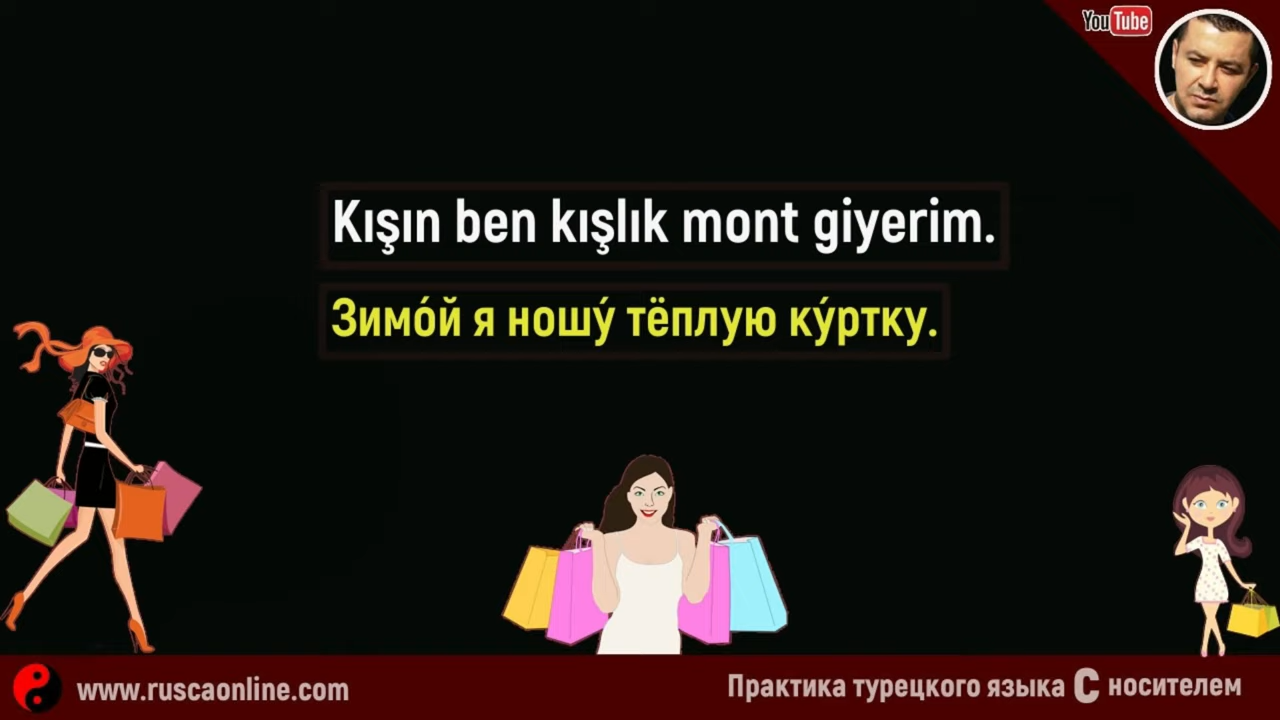 YouTube
Kışın ben kışlık mont giyerim.
Зимо́й я ношу́ тёплую ку́ртку.
www.ruscaonline.com
Практика турецкого языка С носителем